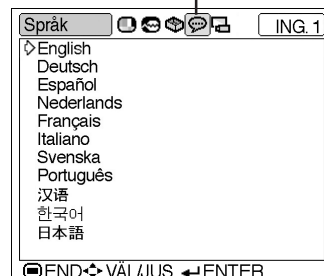 Språk ING. 1
English
Deutsch
Español
Nederlands
Français
Italiano
Svenska
Português
汉语
한국어
日本語
END VÄL/JUS ENTER